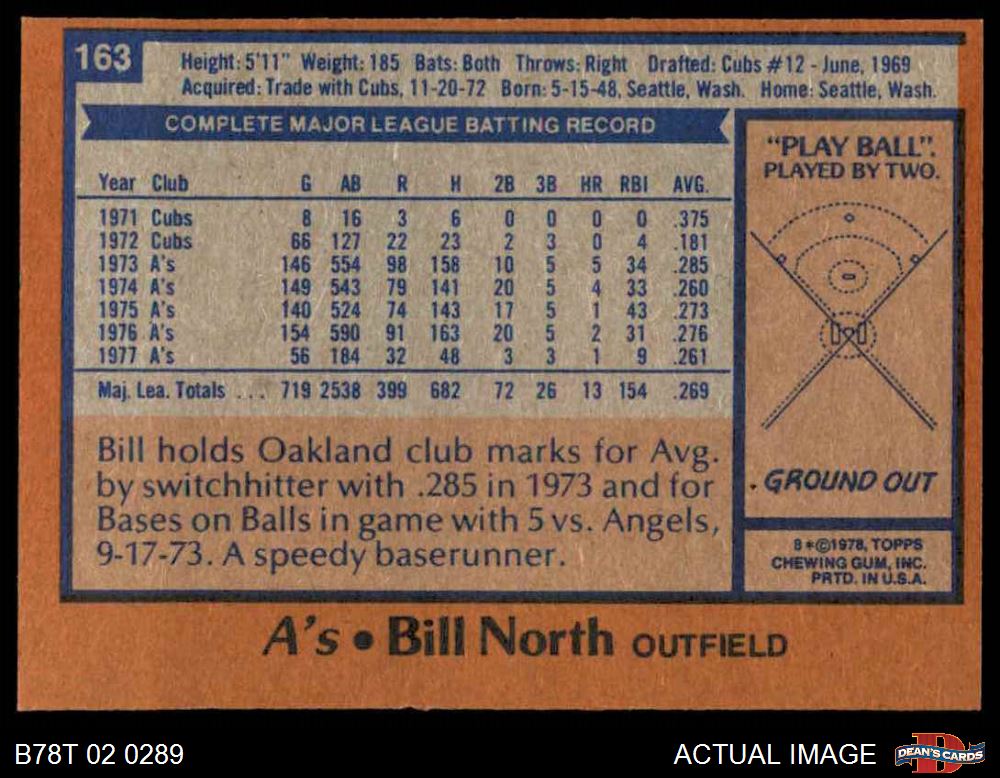 163
Height: 5'11" Weight: 185 Bats: Both Throws: Right Drafted: Cubs #12 - June, 1969
Acquired: Trade with Cubs, 11-20-72 Born: 5-15-48, Seattle, Wash. Home: Seattle, Wash.
COMPLETE MAJOR LEAGUE BATTING RECORD
Year Club G AB R H 2B 3B HR RBI AVG.
1971 Cubs 8 16 3 6 0 0 0 0 .375
1972 Cubs 66 127 22 23 2 3 0 4 .181
1973 A's 146 554 98 158 10 5 5 34 .285
1974 A's 149 543 79 141 20 5 4 33 .260
1975 A's 140 524 74 143 17 5 1 43 .273
1976 A's 154 590 91 163 20 5 2 31 .276
1977 A's 56 184 32 48 3 3 1 9 .261
Maj. Lea. Totals . . . 719 2538 399 682 72 26 13 154 .269
Bill holds Oakland club marks for Avg.
by switchhitter with .285 in 1973 and for
Bases on Balls in game with 5 vs. Angels,
9-17-73. A speedy baserunner.
"PLAY BALL".
PLAYED BY TWO.
GROUND OUT
8*©1978, TOPPS
CHEWING GUM, INC.
PRTD. IN U.S.A.
A's • Bill North OUTFIELD
B78T 02 0289
ACTUAL IMAGE
DEAN'S CARDS